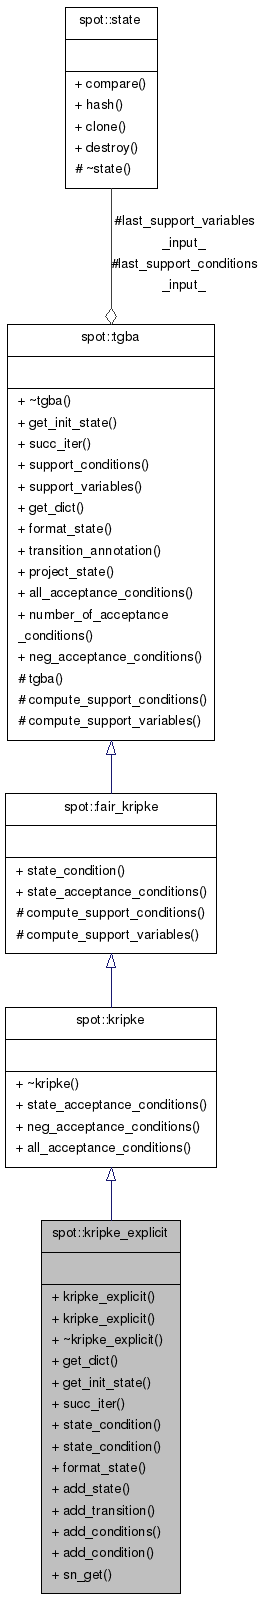 spot::state
+ compare()
+ hash()
+ clone()
+ destroy()
# ~state()
#last_support_variables
_input_
#last_support_conditions
_input_
spot::tgba
+ ~tgba()
+ get_init_state()
+ succ_iter()
+ support_conditions()
+ support_variables()
+ get_dict()
+ format_state()
+ transition_annotation()
+ project_state()
+ all_acceptance_conditions()
+ number_of_acceptance
_conditions()
+ neg_acceptance_conditions()
# tgba()
# compute_support_conditions()
# compute_support_variables()
spot::fair_kripke
+ state_condition()
+ state_acceptance_conditions()
# compute_support_conditions()
# compute_support_variables()
spot::kripke
+ ~kripke()
+ state_acceptance_conditions()
+ neg_acceptance_conditions()
+ all_acceptance_conditions()
spot::kripke_explicit
+ kripke_explicit()
+ kripke_explicit()
+ ~kripke_explicit()
+ get_dict()
+ get_init_state()
+ succ_iter()
+ state_condition()
+ state_condition()
+ format_state()
+ add_state()
+ add_transition()
+ add_conditions()
+ add_condition()
+ sn_get()